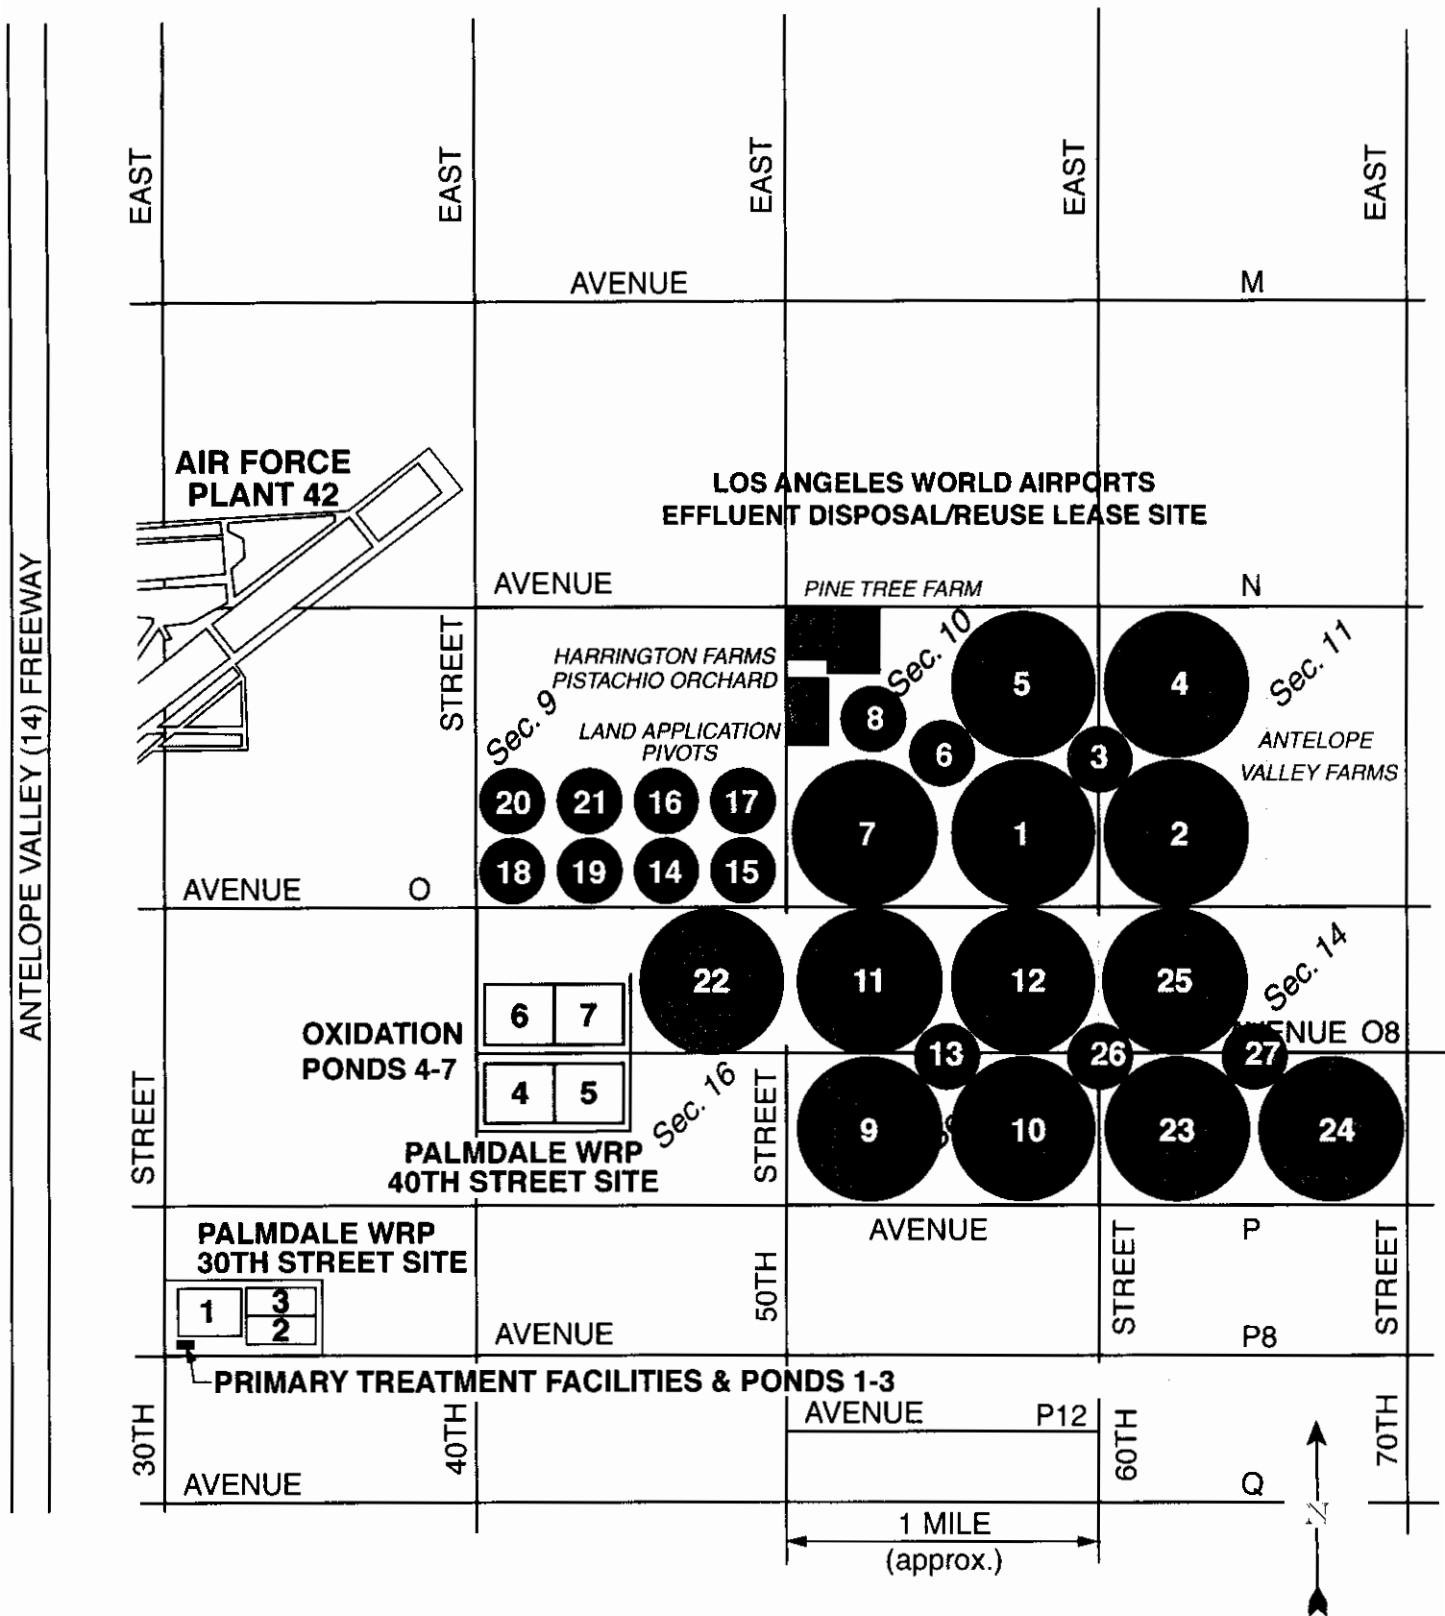 EAST EAST EAST EAST EAST
AVENUE M
AIR FORCE
PLANT 42
LOS ANGELES WORLD AIRPORTS
EFFLUENT DISPOSAL/REUSE LEASE SITE
ANTELOPE VALLEY (14) FREEWAY
AVENUE N
PINE TREE FARM
STREET
HARRINGTON FARMS
PISTACHIO ORCHARD
Sec. 9
Sec. 10
Sec. 11
5 4
8
6 3
LAND APPLICATION
PIVOTS
ANTELOPE
VALLEY FARMS
20 21 16 17
7 1 2
18 19 14 15
AVENUE O
22 11 12 25
Sec. 14
6 7
OXIDATION
PONDS 4-7
AVENUE O8
13 26 27
4 5
Sec. 16
9 10 23 24
STREET
STREET
PALMDALE WRP
40TH STREET SITE
PALMDALE WRP
30TH STREET SITE
AVENUE P
50TH
STREET
STREET
1 3
2
AVENUE P8
PRIMARY TREATMENT FACILITIES & PONDS 1-3
AVENUE P12
30TH
40TH
60TH
70TH
AVENUE Q
1 MILE
(approx.)